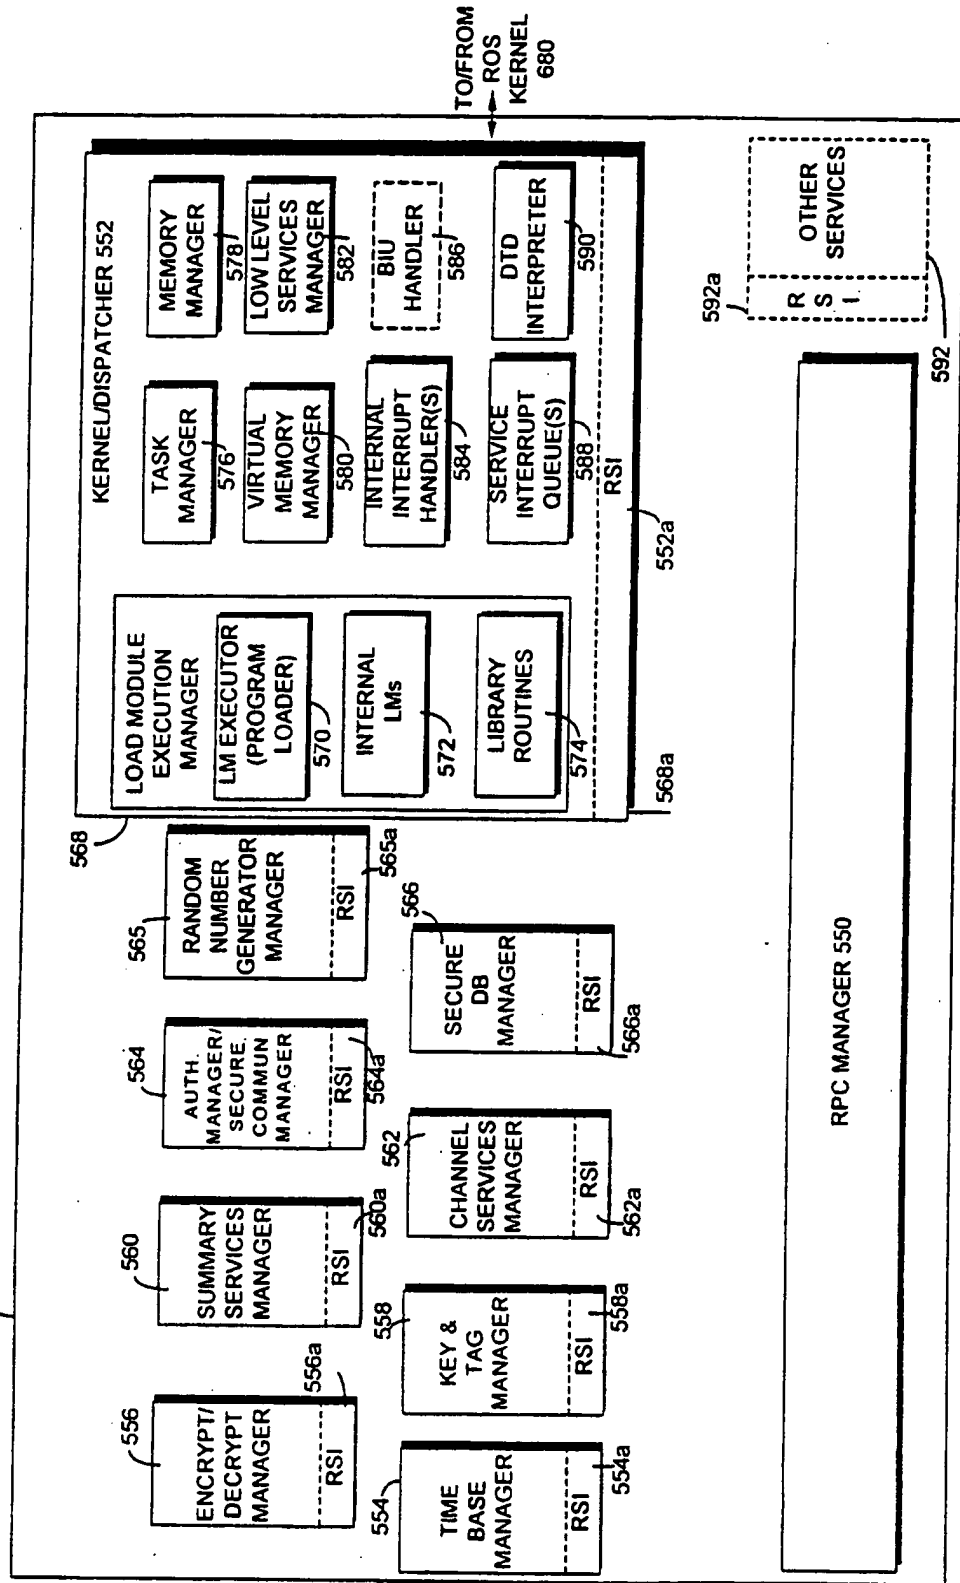 KERNEL/DISPATCHER 552
TO/FROM
ROS
KERNEL
680
568
LOAD MODULE
EXECUTION
MANAGER
LM EXECUTOR
(PROGRAM
LOADER)
570
INTERNAL
LMs
572
LIBRARY
ROUTINES
574
TASK
MANAGER
576
MEMORY
MANAGER
578
VIRTUAL
MEMORY
MANAGER
580
LOW LEVEL
SERVICES
MANAGER
582
INTERNAL
INTERRUPT
HANDLER(S)
584
BIU
HANDLER
586
SERVICE
INTERRUPT
QUEUE(S)
588
DTD
INTERPRETER
590
RSI
568a
552a
556
ENCRYPT/
DECRYPT
MANAGER
RSI
556a
560
SUMMARY
SERVICES
MANAGER
RSI
560a
564
AUTH.
MANAGER/
SECURE.
COMMUN
MANAGER
RSI
564a
565
RANDOM
NUMBER
GENERATOR
MANAGER
RSI
565a
554
TIME
BASE
MANAGER
RSI
554a
558
KEY &
TAG
MANAGER
RSI
558a
562
CHANNEL
SERVICES
MANAGER
RSI
562a
566
SECURE
DB
MANAGER
RSI
566a
592a
R
S
I
OTHER
SERVICES
592
RPC MANAGER 550